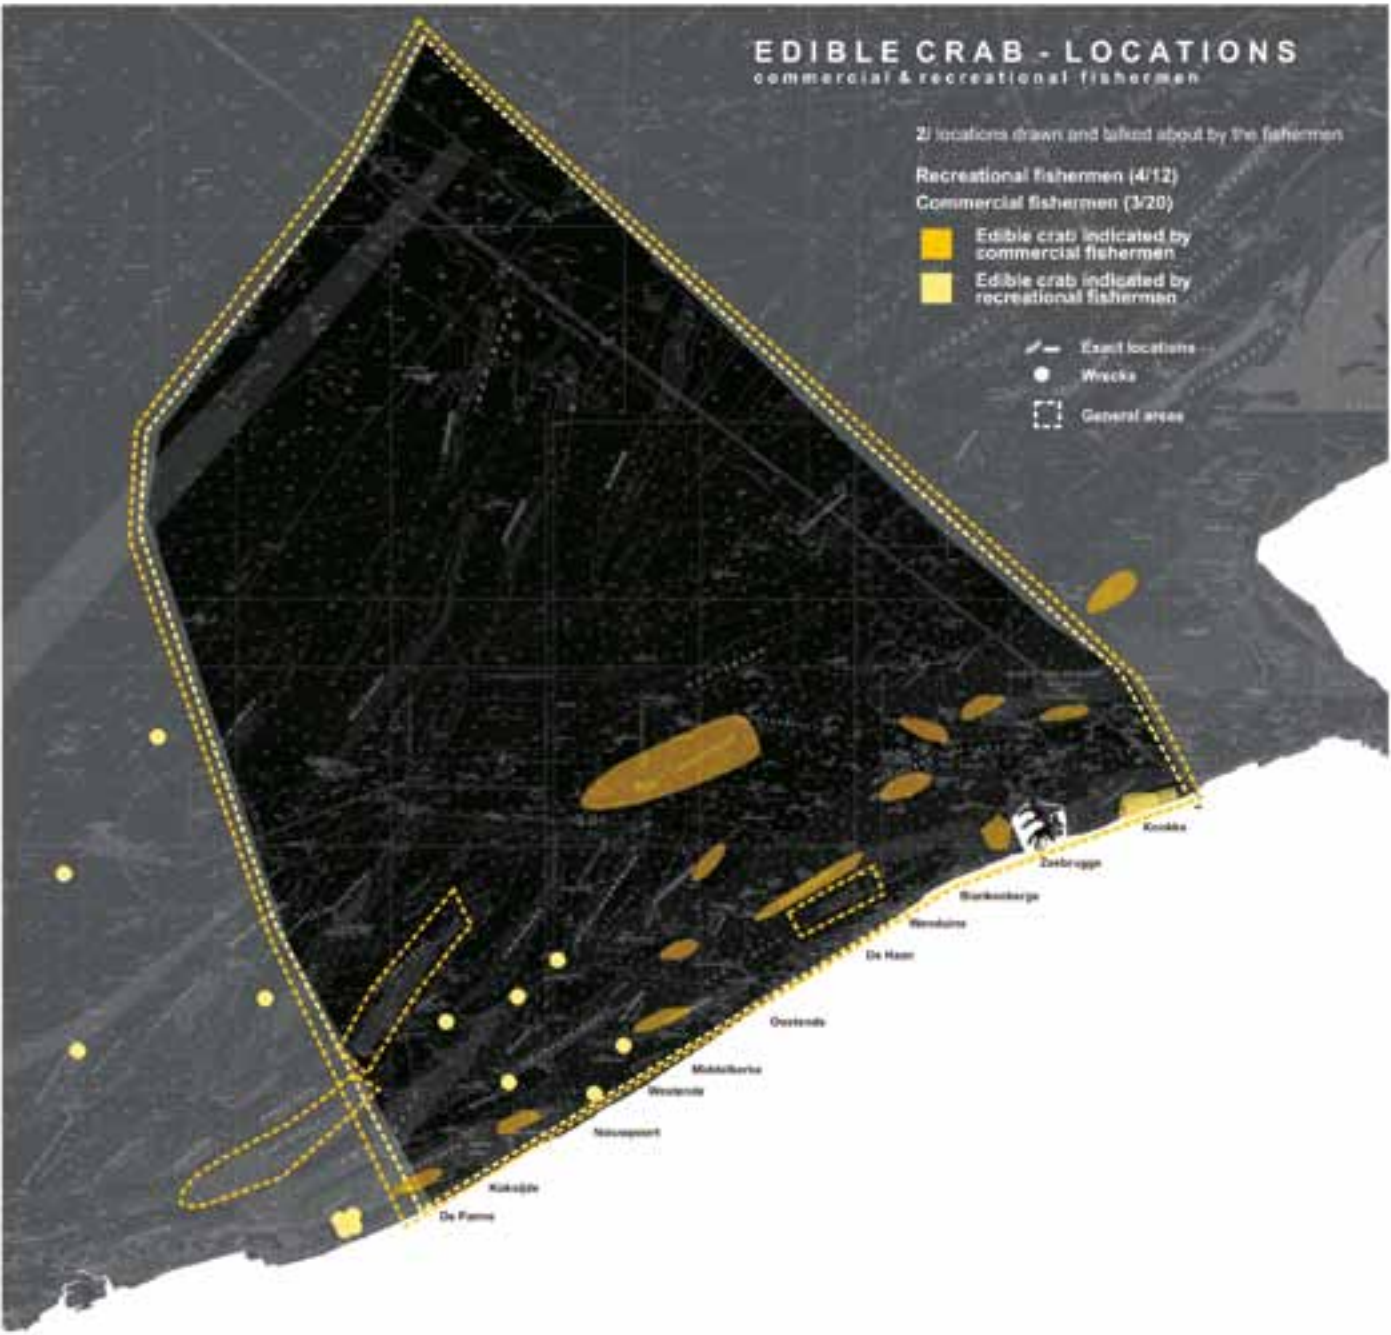 EDIBLE CRAB - LOCATIONS
commercial & recreational fishermen
2/ locations drawn and talked about by the fishermen
Recreational fishermen (4/12)
Commercial fishermen (3/20)
Edible crab indicated by
commercial fishermen
Edible crab indicated by
recreational fishermen
Exact locations
Wrecks
General areas
Knokke
Zeebrugge
Blankenberge
Wenduine
De Haan
Oostende
Middelkerke
Westende
Nieuwpoort
Koksijde
De Panne